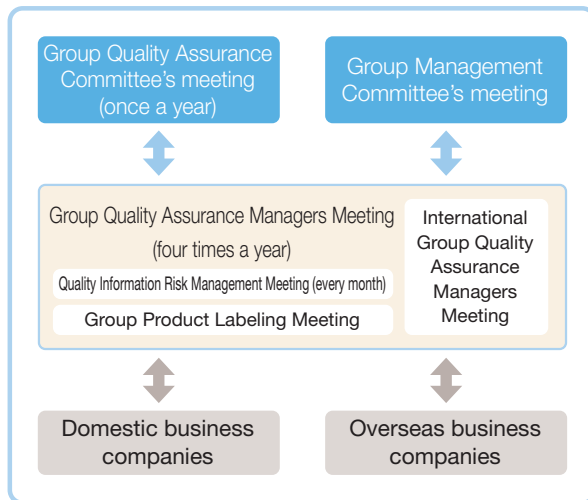 Group Quality Assurance
Committee's meeting
(once a year)
Group Management
Committee's meeting
Group Quality Assurance Managers Meeting
(four times a year)
Quality Information Risk Management Meeting (every month)
Group Product Labeling Meeting
International
Group Quality
Assurance
Managers
Meeting
Domestic business
companies
Overseas business
companies